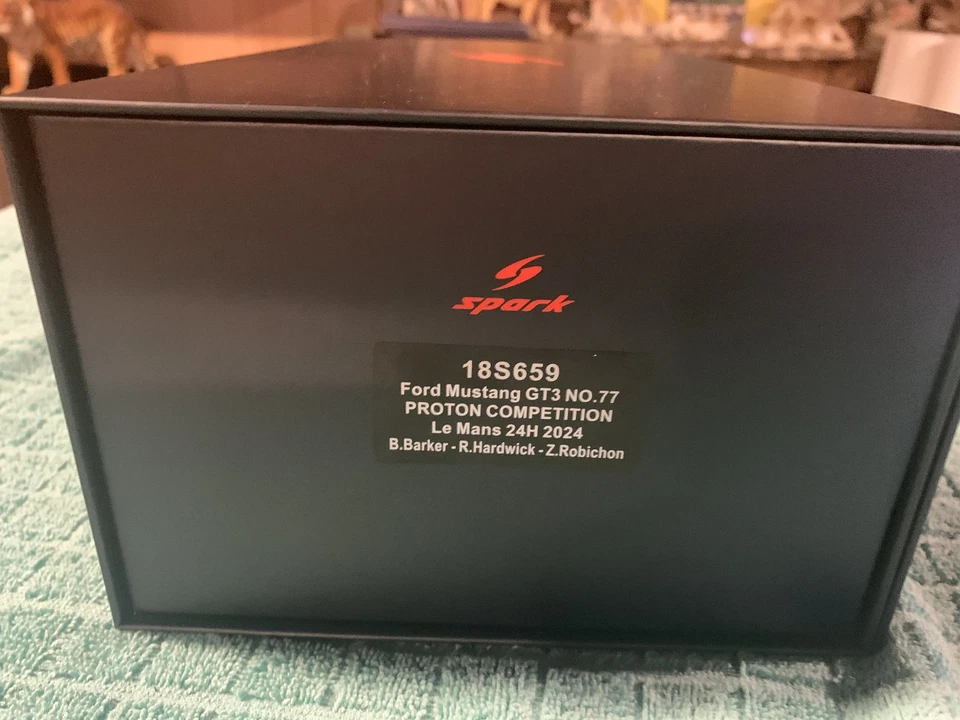 spark
18S659
Ford Mustang GT3 NO.77
PROTON COMPETITION
Le Mans 24H 2024
B.Barker - R.Hardwick - Z.Robichon